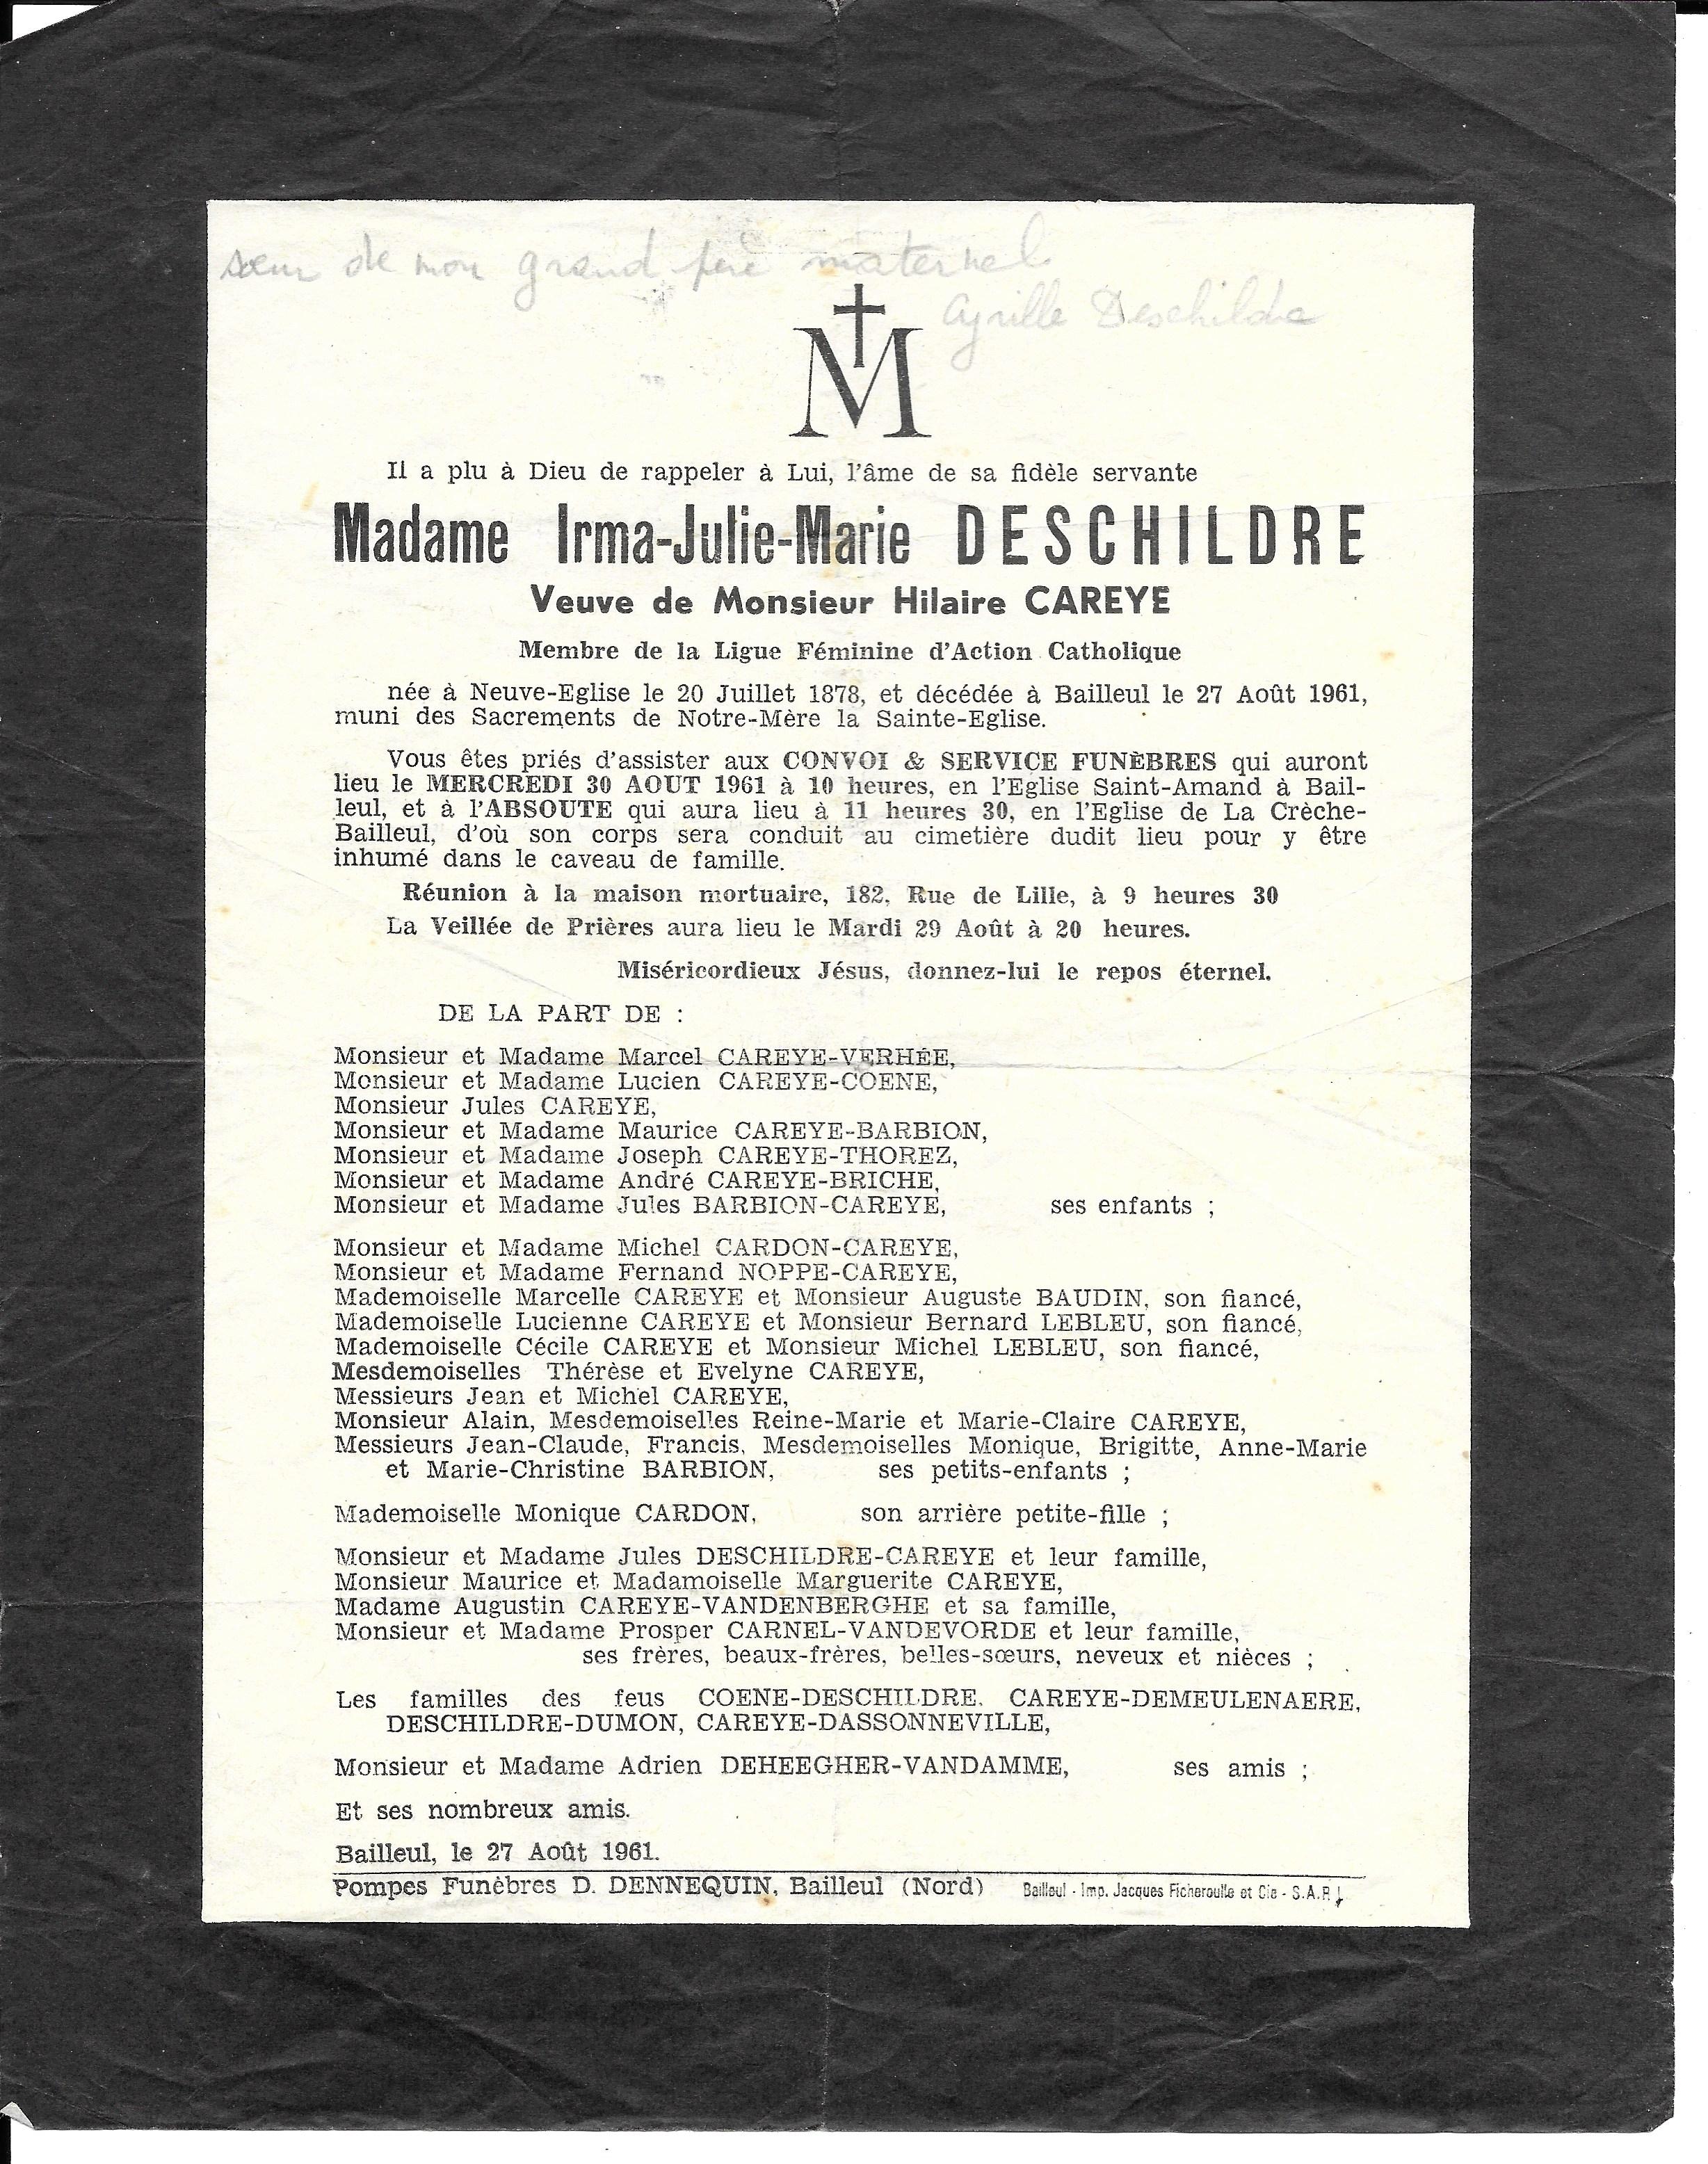 sœur de mon grand père maternel
Cyrille Deschildre
M
Il a plu à Dieu de rappeler à Lui, l'âme de sa fidèle servante
Madame Irma-Julie-Marie DESCHILDRE
Veuve de Monsieur Hilaire CAREYE
Membre de la Ligue Féminine d'Action Catholique
née à Neuve-Eglise le 20 Juillet 1878, et décédée à Bailleul le 27 Août 1961,
muni des Sacrements de Notre-Mère la Sainte-Eglise.
Vous êtes priés d'assister aux CONVOI & SERVICE FUNÈBRES qui auront
lieu le MERCREDI 30 AOUT 1961 à 10 heures, en l'Eglise Saint-Amand à Bail-
leul, et à l'ABSOUTE qui aura lieu à 11 heures 30, en l'Eglise de La Crèche-
Bailleul, d'où son corps sera conduit au cimetière dudit lieu pour y être
inhumé dans le caveau de famille.
Réunion à la maison mortuaire, 182, Rue de Lille, à 9 heures 30
La Veillée de Prières aura lieu le Mardi 29 Août à 20 heures.
Miséricordieux Jésus, donnez-lui le repos éternel.
DE LA PART DE :
Monsieur et Madame Marcel CAREYE-VERHÉE,
Monsieur et Madame Lucien CAREYE-COENE,
Monsieur Jules CAREYE,
Monsieur et Madame Maurice CAREYE-BARBION,
Monsieur et Madame Joseph CAREYE-THOREZ,
Monsieur et Madame André CAREYE-BRICHE,
Monsieur et Madame Jules BARBION-CAREYE, ses enfants ;
Monsieur et Madame Michel CARDON-CAREYE,
Monsieur et Madame Fernand NOPPE-CAREYE,
Mademoiselle Marcelle CAREYE et Monsieur Auguste BAUDIN, son fiancé,
Mademoiselle Lucienne CAREYE et Monsieur Bernard LEBLEU, son fiancé,
Mademoiselle Cécile CAREYE et Monsieur Michel LEBLEU, son fiancé,
Mesdemoiselles Thérèse et Evelyne CAREYE,
Messieurs Jean et Michel CAREYE,
Monsieur Alain, Mesdemoiselles Reine-Marie et Marie-Claire CAREYE,
Messieurs Jean-Claude, Francis, Mesdemoiselles Monique, Brigitte, Anne-Marie
et Marie-Christine BARBION, ses petits-enfants ;
Mademoiselle Monique CARDON, son arrière petite-fille ;
Monsieur et Madame Jules DESCHILDRE-CAREYE et leur famille,
Monsieur Maurice et Madamoiselle Marguerite CAREYE,
Madame Augustin CAREYE-VANDENBERGHE et sa famille,
Monsieur et Madame Prosper CARNEL-VANDEVORDE et leur famille,
ses frères, beaux-frères, belles-sœurs, neveux et nièces ;
Les familles des feus COENE-DESCHILDRE, CAREYE-DEMEULENAERE,
DESCHILDRE-DUMON, CAREYE-DASSONNEVILLE,
Monsieur et Madame Adrien DEHEEGHER-VANDAMME, ses amis ;
Et ses nombreux amis.
Bailleul, le 27 Août 1961.
Pompes Funèbres D. DENNEQUIN, Bailleul (Nord) Bailleul - Imp. Jacques Ficheroulle et Cie - S.A.R.L.